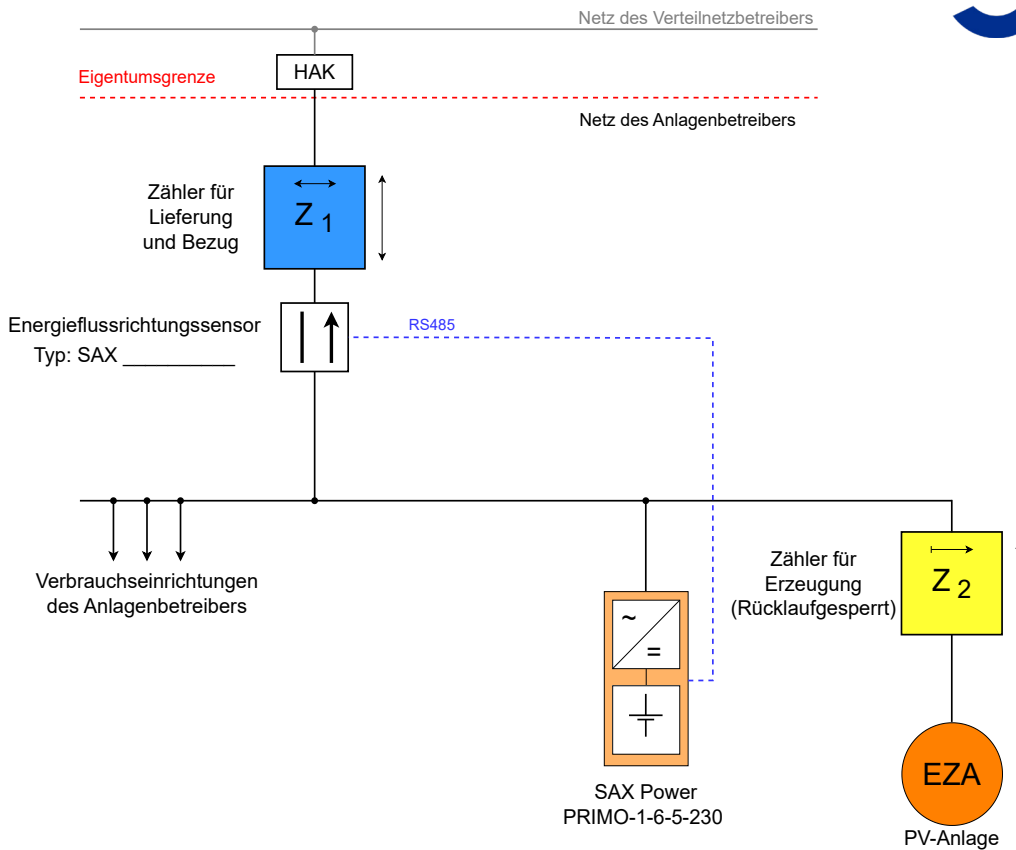 Netz des Verteilnetzbetreibers
HAK
Eigentumsgrenze
Netz des Anlagenbetreibers
Zähler für
Lieferung
und Bezug
Z 1
Energieflussrichtungssensor
Typ: SAX __________
RS485
Verbrauchseinrichtungen
des Anlagenbetreibers
Zähler für
Erzeugung
(Rücklaufgesperrt)
Z 2
~
=
SAX Power
PRIMO-1-6-5-230
EZA
PV-Anlage